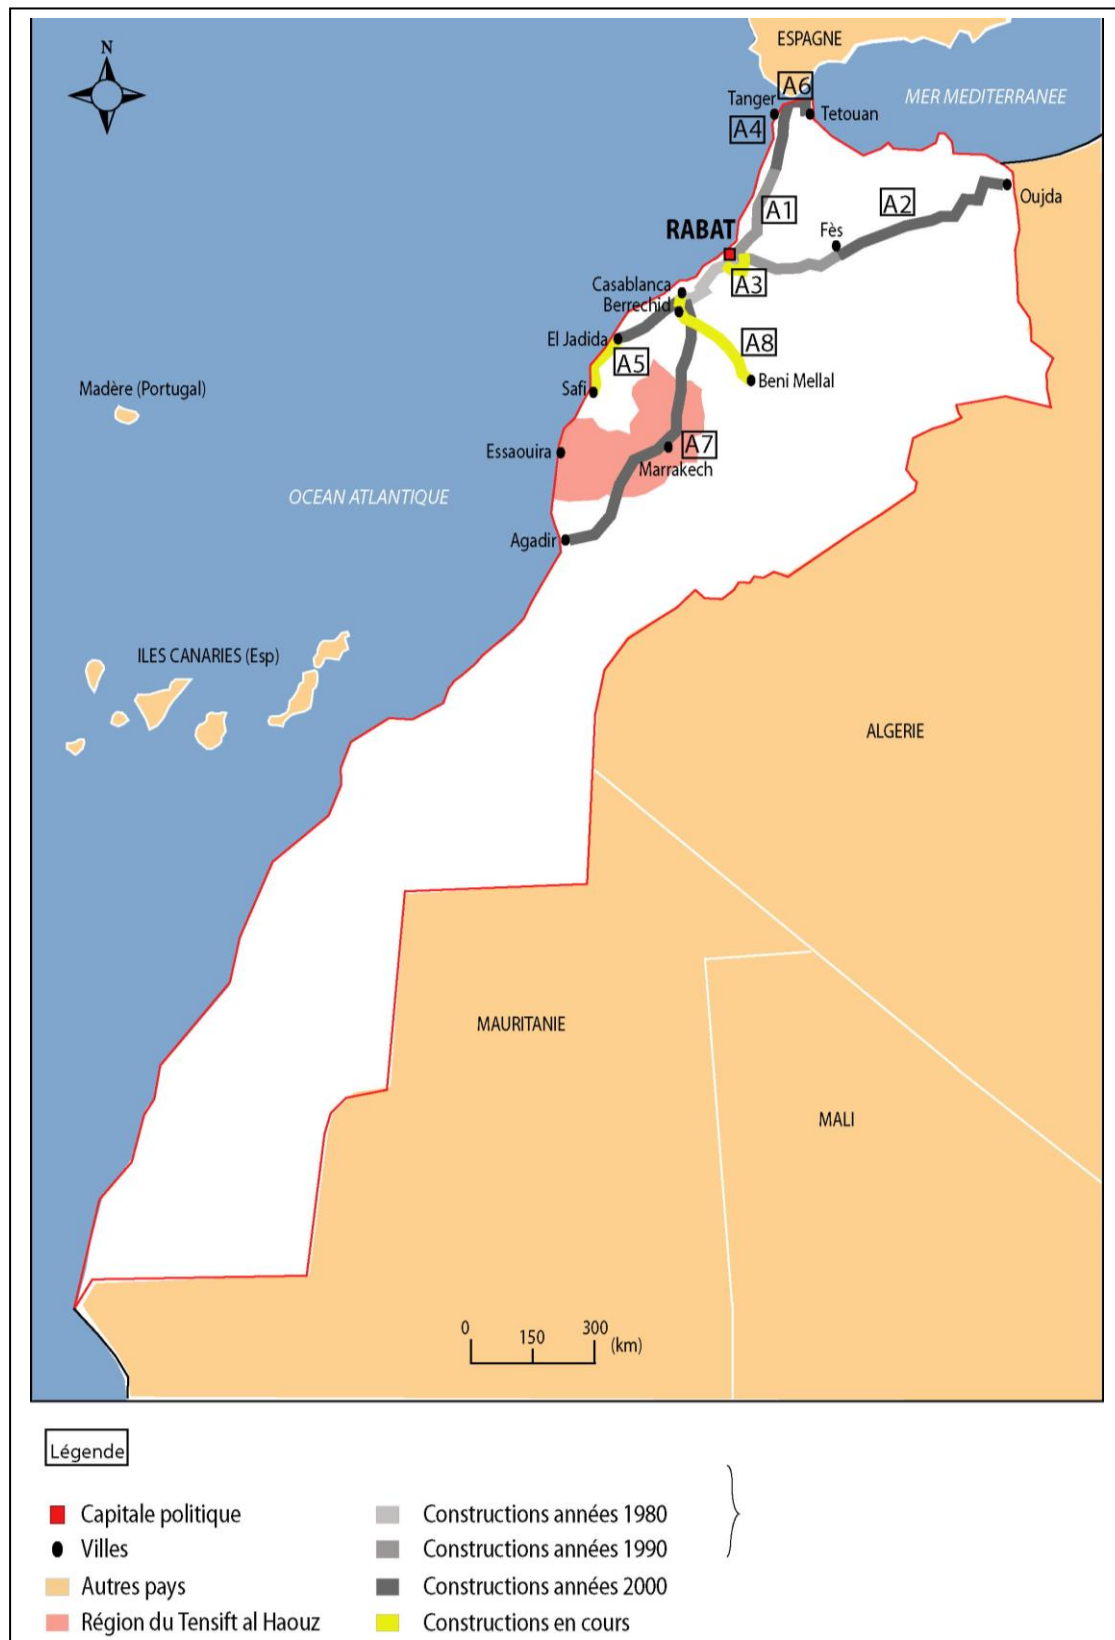 N
ESPAGNE
A6
MER MEDITERRANEE
Tanger
Tetouan
A4
Oujda
A2
A1
RABAT
Fès
A3
Casablanca
Berrechid
El Jadida
A8
A5
Beni Mellal
Safi
Madère (Portugal)
Essaouira
A7
Marrakech
OCEAN ATLANTIQUE
Agadir
ILES CANARIES (Esp)
ALGERIE
MAURITANIE
MALI
0 150 300 (km)
Légende
Capitale politique
Villes
Autres pays
Région du Tensift al Haouz
Constructions années 1980
Constructions années 1990
Constructions années 2000
Constructions en cours